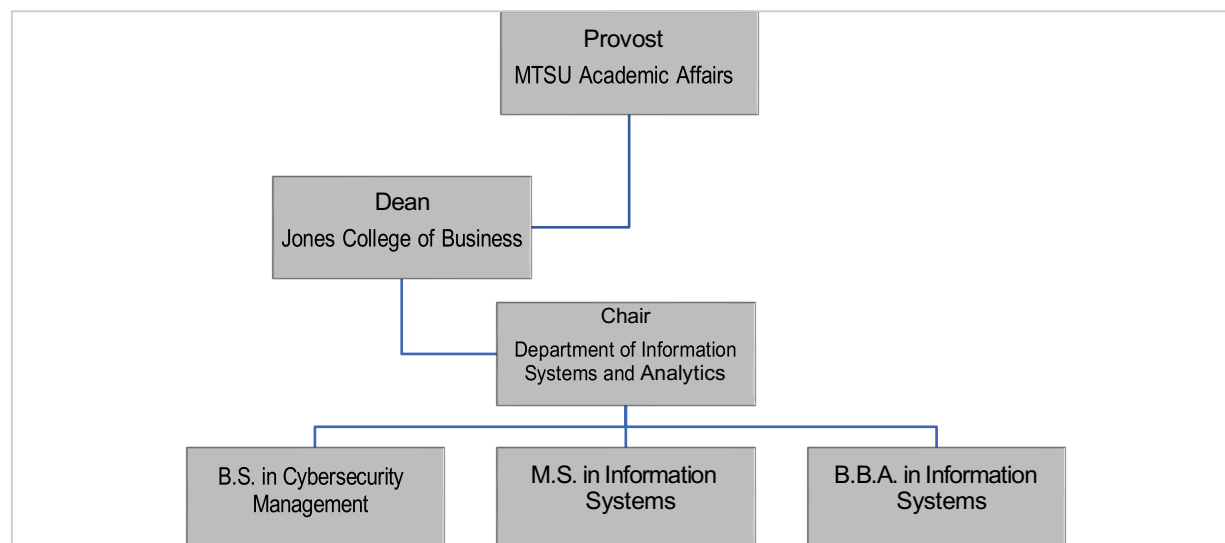 Provost
MTSU Academic Affairs
Dean
Jones College of Business
Chair
Department of Information
Systems and Analytics
B.S. in Cybersecurity
Management
M.S. in Information
Systems
B.B.A. in Information
Systems